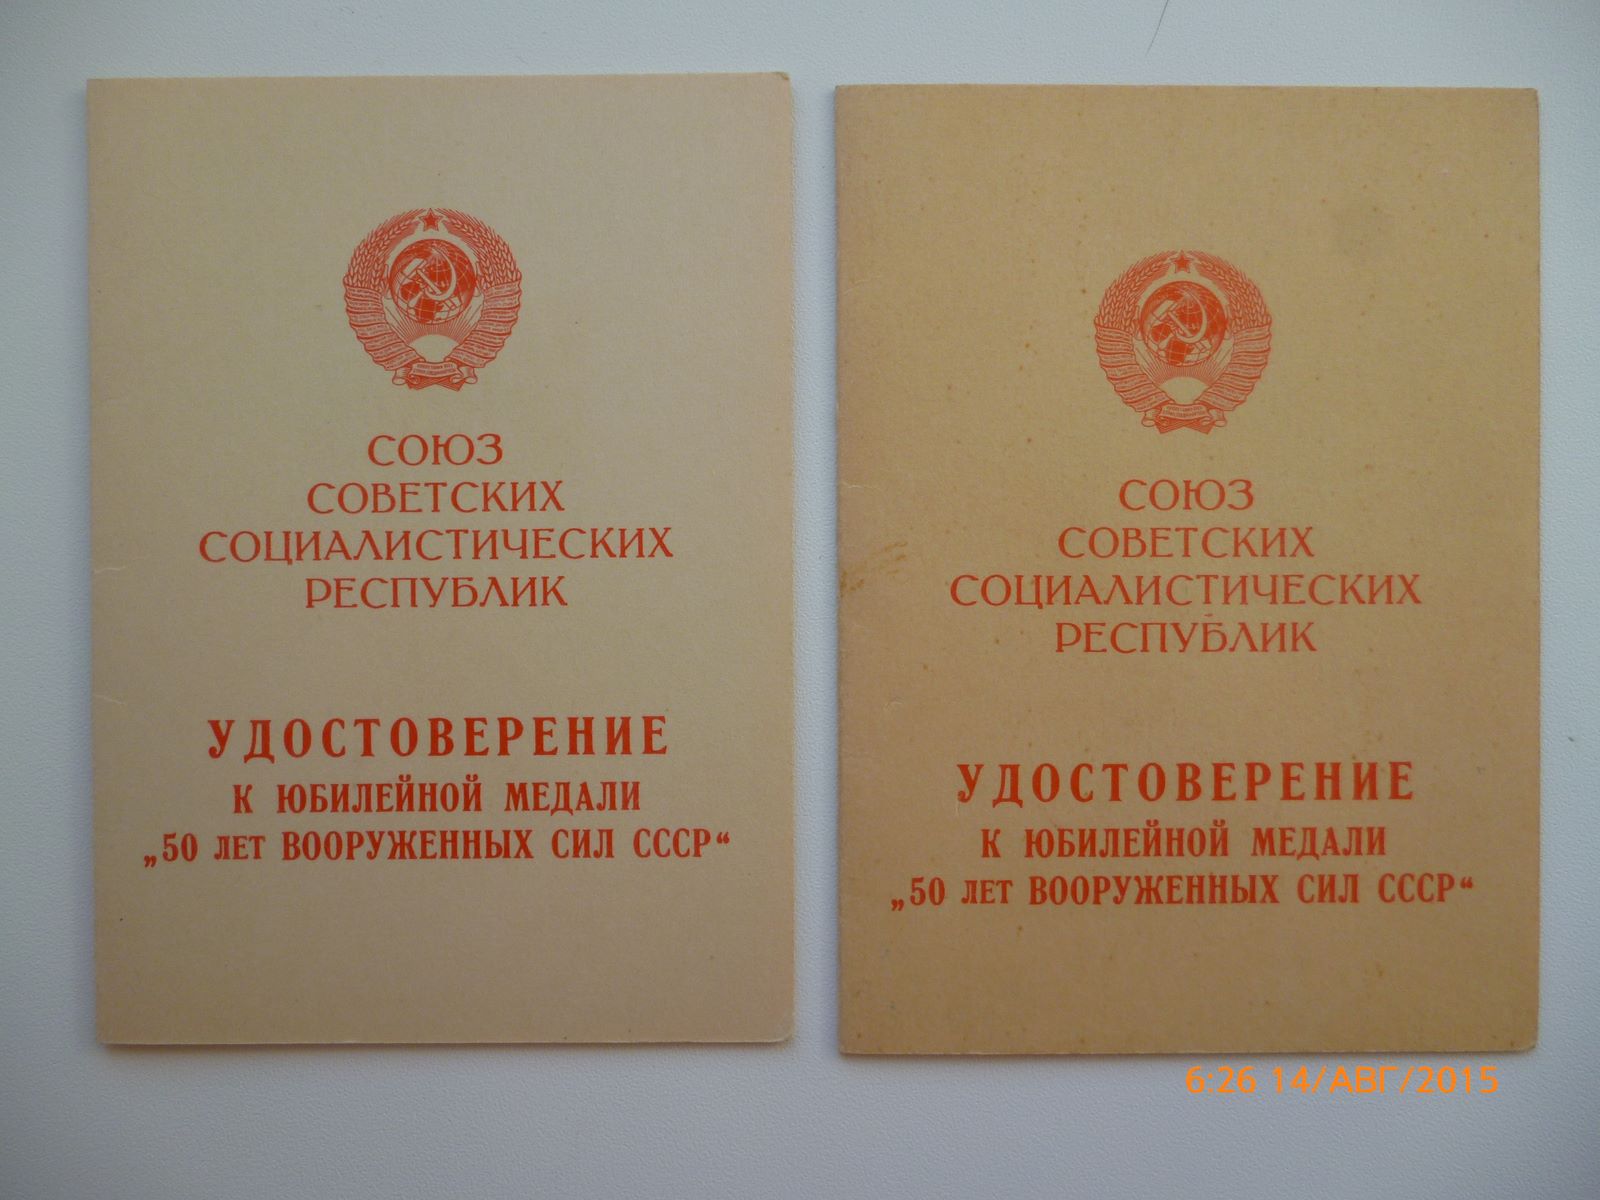 СОЮЗ
СОВЕТСКИХ
СОЦИАЛИСТИЧЕСКИХ
РЕСПУБЛИК
УДОСТОВЕРЕНИЕ
К ЮБИЛЕЙНОЙ МЕДАЛИ
„50 ЛЕТ ВООРУЖЕННЫХ СИЛ СССР“
СОЮЗ
СОВЕТСКИХ
СОЦИАЛИСТИЧЕСКИХ
РЕСПУБЛИК
УДОСТОВЕРЕНИЕ
К ЮБИЛЕЙНОЙ МЕДАЛИ
„50 ЛЕТ ВООРУЖЕННЫХ СИЛ СССР“
6:26 14/АВГ/2015